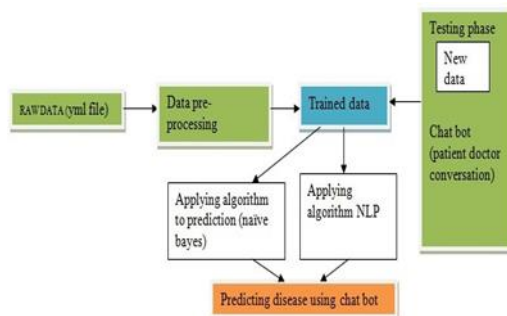 RAWDATA (yml file)
Data pre-
processing
Trained data
Testing phase
New
data
Chat bot
(patient doctor
conversation)
Applying algorithm
to prediction (naïve
bayes)
Applying
algorithm NLP
Predicting disease using chat bot